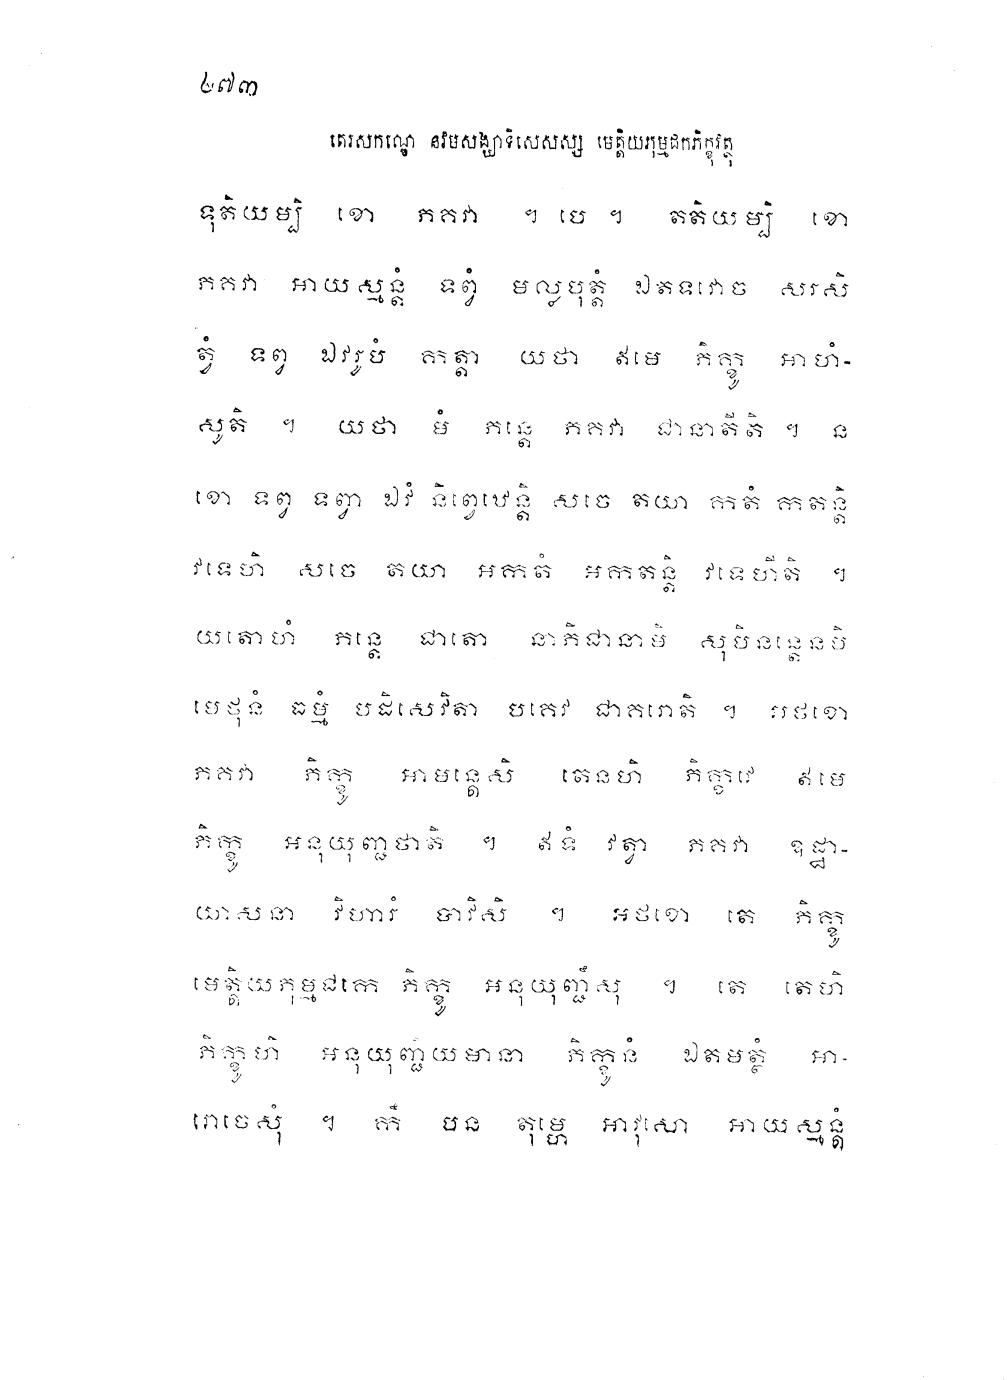 ៤៧៣
តេរសកណ្ឌេ នវមសង្ឃាទិសេសស្ស មេត្តិយភុម្មជកភិក្ខុវត្ថុ
ទុតិយម្បិ ខោ ភគវា ។ បេ ។ តតិយម្បិ ខោ
ភគវា អាយស្មន្តំ ទព្វំ មល្លបុត្តំ ឯតទវោច សរសិ
ត្វំ ទព្វ ឯវរូបំ កត្តា យថា ឥមេ ភិក្ខូ អាហំ-
សូតិ ។ យថា មំ ភន្តេ ភគវា ជានាតីតិ ។ ន
ខោ ទព្វ ទព្វា ឯវំ និព្វេឋេន្តិ សចេ តយា កតំ កតន្តិ
វទេហិ សចេ តយា អកតំ អកតន្តិ វទេហីតិ ។
យតោហំ ភន្តេ ជាតោ នាភិជានាមិ សុបិនន្តេនបិ
មេថុនំ ធម្មំ បដិសេវិតា បគេវ ជាគរោតិ ។ អថខោ
ភគវា ភិក្ខូ អាមន្តេសិ តេនហិ ភិក្ខវេ ឥមេ
ភិក្ខូ អនុយុញ្ជថាតិ ។ ឥទំ វត្វា ភគវា ឧដ្ឋា-
យាសនា វិហារំ បាវិសិ ។ អថខោ តេ ភិក្ខូ
មេត្តិយភុម្មជកេ ភិក្ខូ អនុយុញ្ជឹសុ ។ តេ តេហិ
ភិក្ខូហិ អនុយុញ្ជិយមានា ភិក្ខូនំ ឯតមត្ថំ អា-
រោចេសុំ ។ កឹ បន តុម្ហេ អាវុសោ អាយស្មន្តំ